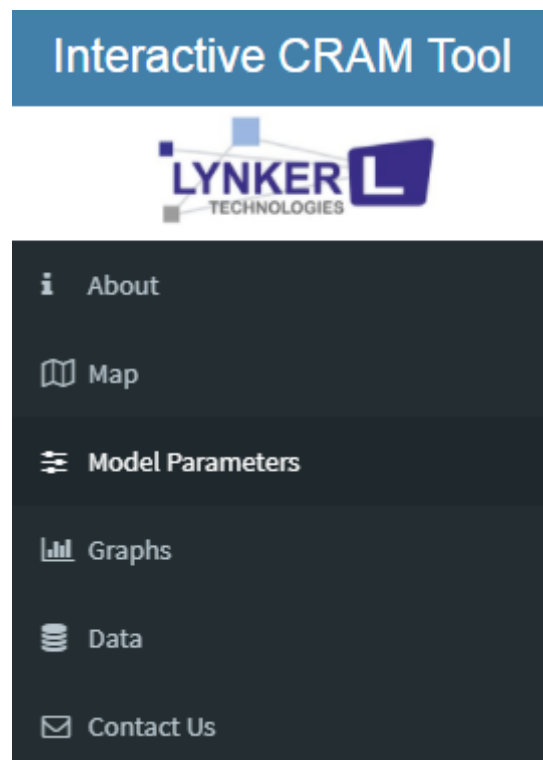 Interactive CRAM Tool
LYNKER L
TECHNOLOGIES
About
Map
Model Parameters
Graphs
Data
Contact Us